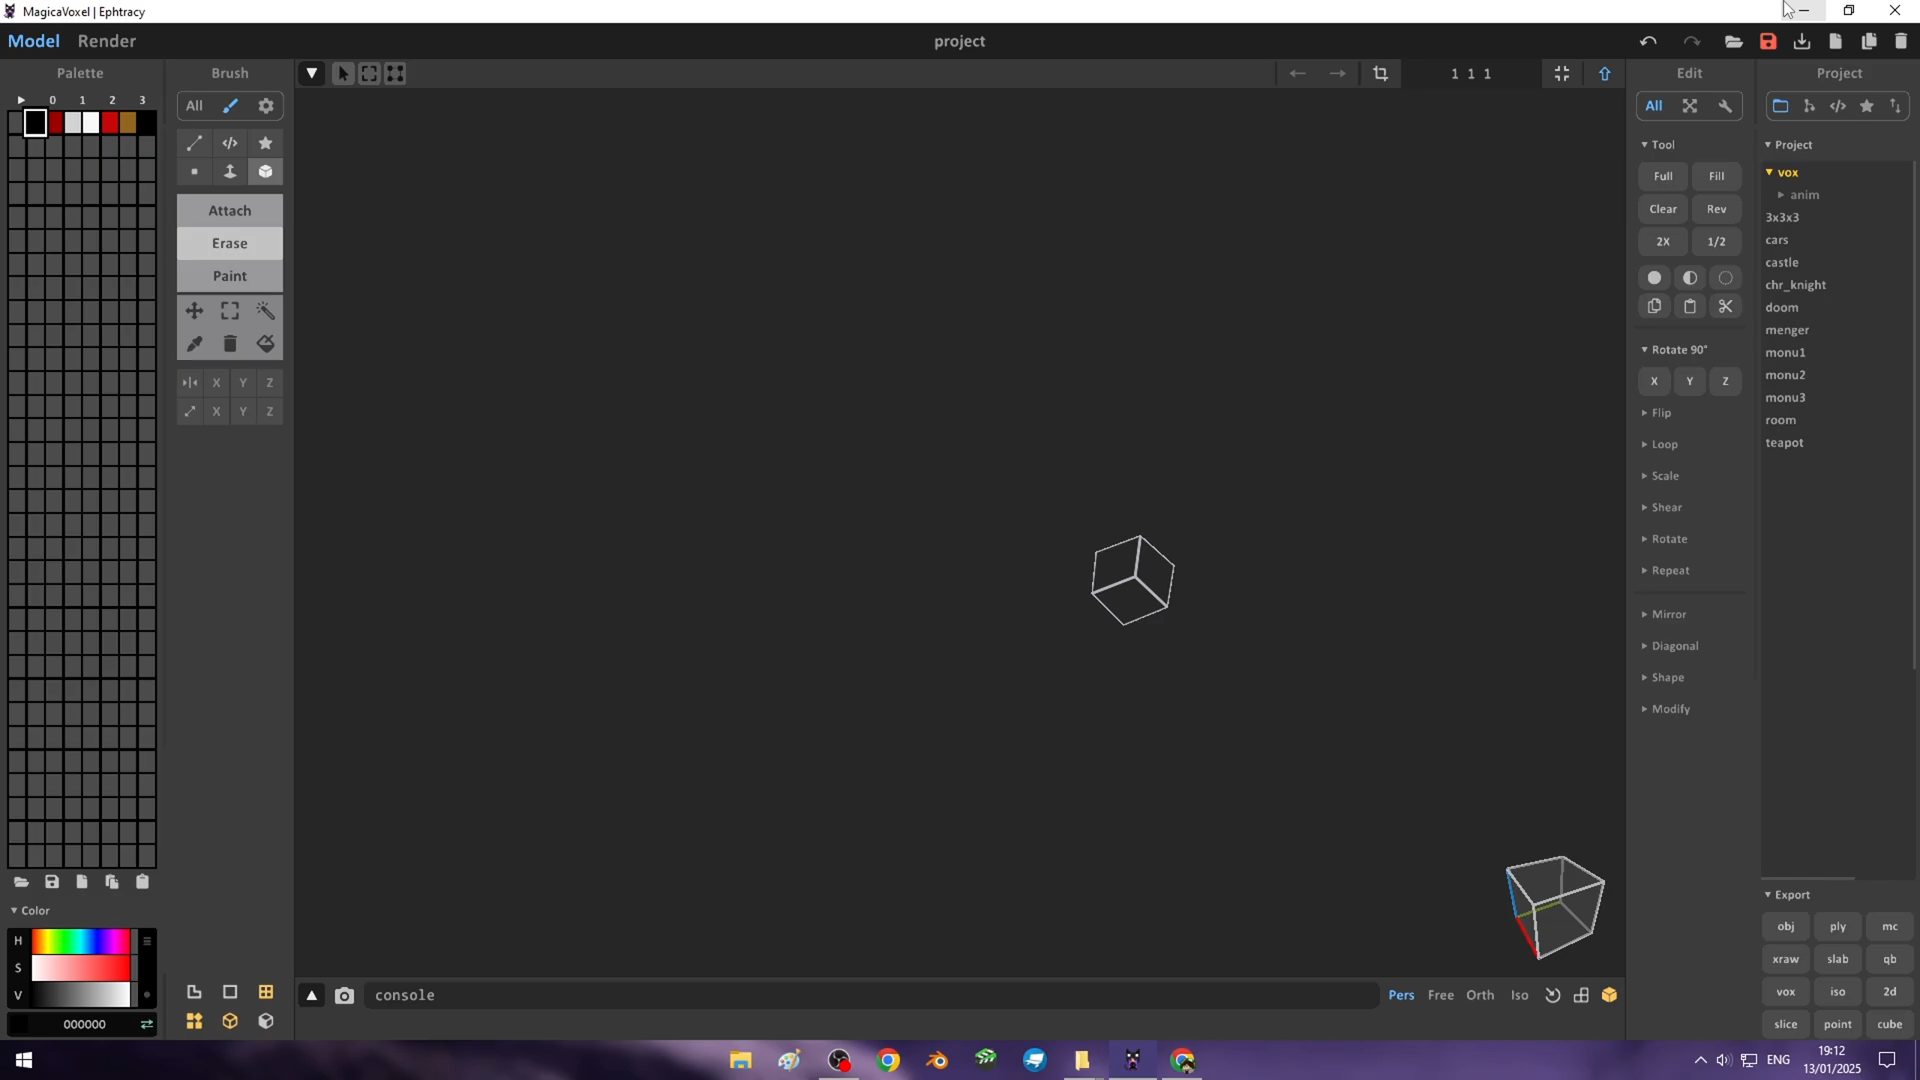 MagicaVoxel | Ephtracy
Model Render
project
Palette
Brush
1 1 1
Edit
Project
0 1 2 3
All
All
Tool
Project
Full Fill
vox
anim
Clear Rev
3x3x3
Attach
2X 1/2
cars
Erase
castle
Paint
chr_knight
doom
menger
Rotate 90°
monu1
X Y Z
X Y Z
monu2
X Y Z
monu3
Flip
room
Loop
teapot
Scale
Shear
Rotate
Repeat
Mirror
Diagonal
Shape
Modify
Export
Color
obj ply mc
H
S
V
xraw slab qb
vox iso 2d
000000
console
Pers Free Orth Iso
slice point cube
ENG
19:12
13/01/2025